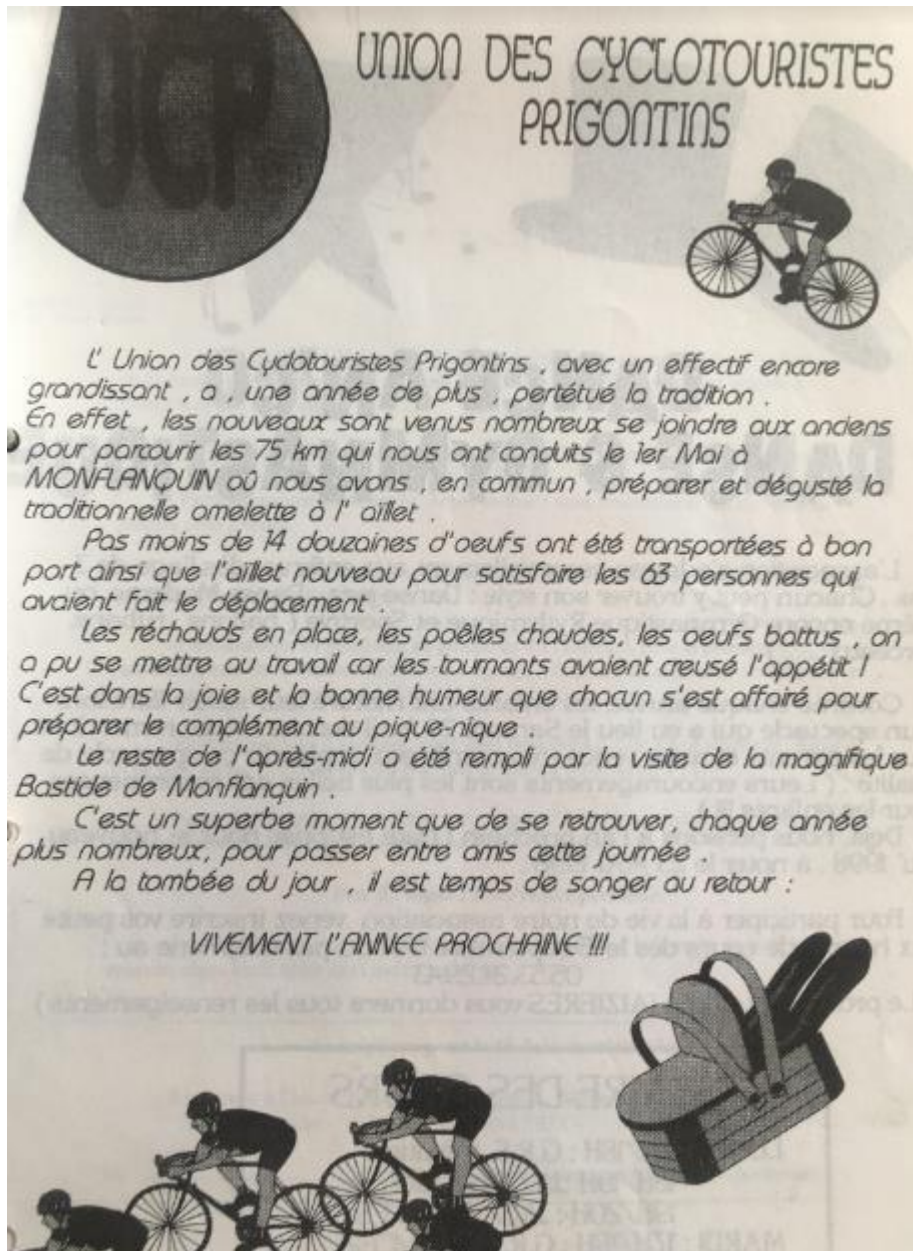 UCP
UNION DES CYCLOTOURISTES
PRIGONTINS
L' Union des Cyclotouristes Prigontins , avec un effectif encore
grandissant , a , une année de plus , pertétué la tradition .
En effet , les nouveaux sont venus nombreux se joindre aux anciens
pour parcourir les 75 km qui nous ont conduits le 1er Mai à
MONFLANQUIN oû nous avons , en commun , préparer et dégusté la
traditionnelle omelette à l' aïllet .
Pas moins de 14 douzaines d'oeufs ont été transportées à bon
port ainsi que l'aïllet nouveau pour satisfaire les 63 personnes qui
avaient fait le déplacement .
Les réchauds en place, les poêles chaudes, les oeufs battus , on
a pu se mettre au travail car les tournants avaient creusé l'appétit !
C'est dans la joie et la bonne humeur que chacun s'est affairé pour
préparer le complément au pique-nique .
Le reste de l'après-midi a été rempli par la visite de la magnifique
Bastide de Monflanquin .
C'est un superbe moment que de se retrouver, chaque année
plus nombreux, pour passer entre amis cette journée .
A la tombée du jour , il est temps de songer au retour :
VIVEMENT L'ANNEE PROCHAINE !!!